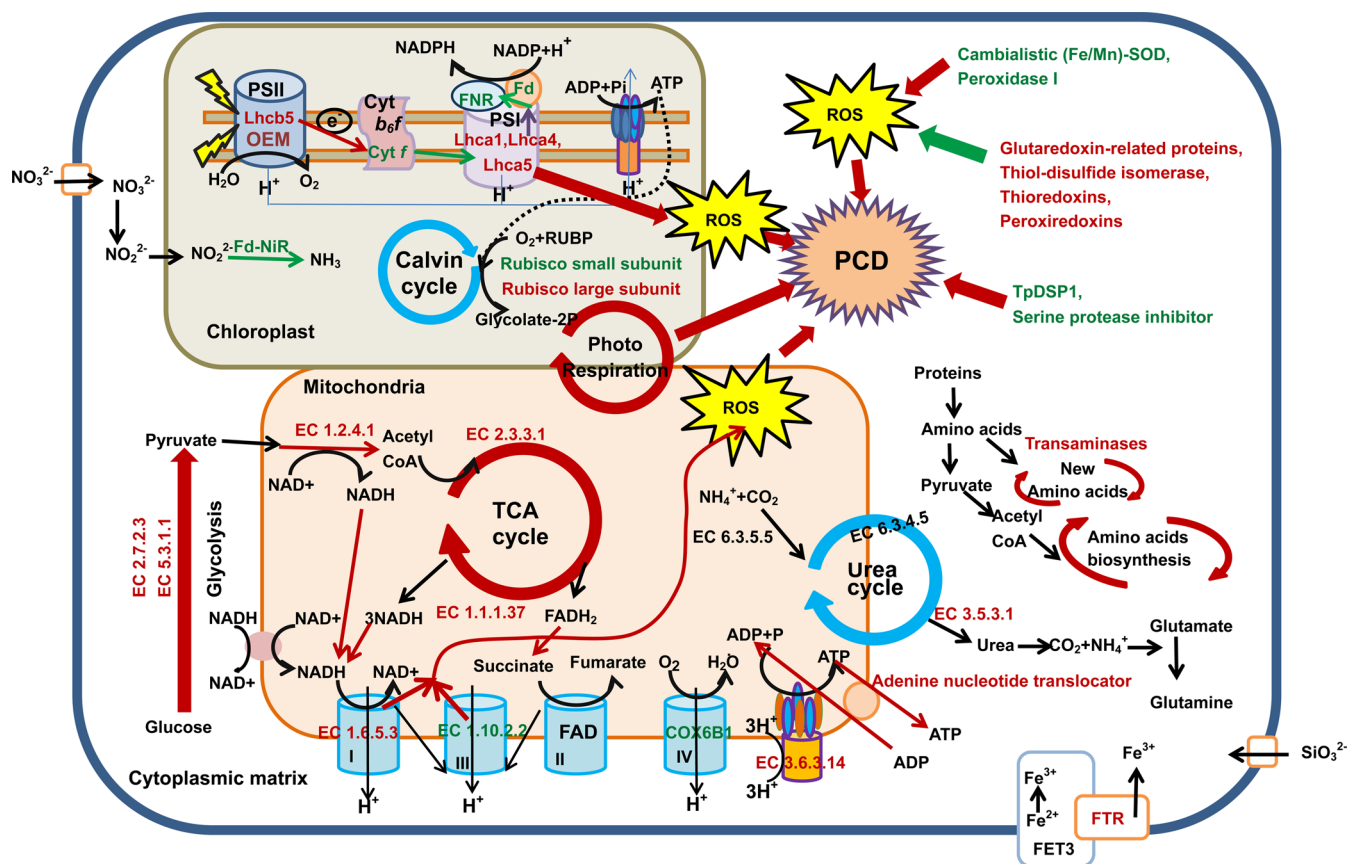 NADPH
NADP+H⁺
PSII
Lhcb5
OEM
H₂O
O₂
H⁺
e⁻
Cyt
b₆f
Cyt f
FNR
Fd
PSI
Lhca1,Lhca4,
Lhca5
H⁺
ADP+Pi
ATP
H⁺
ROS
Cambialistic (Fe/Mn)-SOD,
Peroxidase I
ROS
Glutaredoxin-related proteins,
Thiol-disulfide isomerase,
Thioredoxins,
Peroxiredoxins
PCD
TpDSP1,
Serine protease inhibitor
NO₃²⁻
NO₃²⁻
NO₂²⁻
NO₂²⁻
Fd-NiR
NH₃
Calvin
cycle
O₂+RUBP
Rubisco small subunit
Rubisco large subunit
Glycolate-2P
Chloroplast
Photo
Respiration
Mitochondria
ROS
Pyruvate
EC 1.2.4.1
Acetyl
CoA
EC 2.3.3.1
NAD+
NADH
TCA
cycle
EC 2.7.2.3
EC 5.3.1.1
Glycolysis
NADH
NAD+
NAD+
NADH
3NADH
EC 1.1.1.37
FADH₂
NAD+
Succinate
Fumarate
O₂
H₂O
ADP+P
ATP
Glucose
Cytoplasmic matrix
EC 1.6.5.3
I
H⁺
EC 1.10.2.2
III
H⁺
FAD
II
COX6B1
IV
H⁺
3H⁺
EC 3.6.3.14
3H⁺
Adenine nucleotide translocator
ATP
ADP
NH₄⁺+CO₂
EC 6.3.5.5
EC 6.3.4.5
Urea
cycle
EC 3.5.3.1
Urea
CO₂+NH₄⁺
Glutamate
Glutamine
Proteins
Amino acids
Transaminases
New
Amino acids
Pyruvate
Acetyl
CoA
Amino acids
biosynthesis
SiO₃²⁻
Fe³⁺
Fe³⁺
Fe²⁺
FTR
FET3